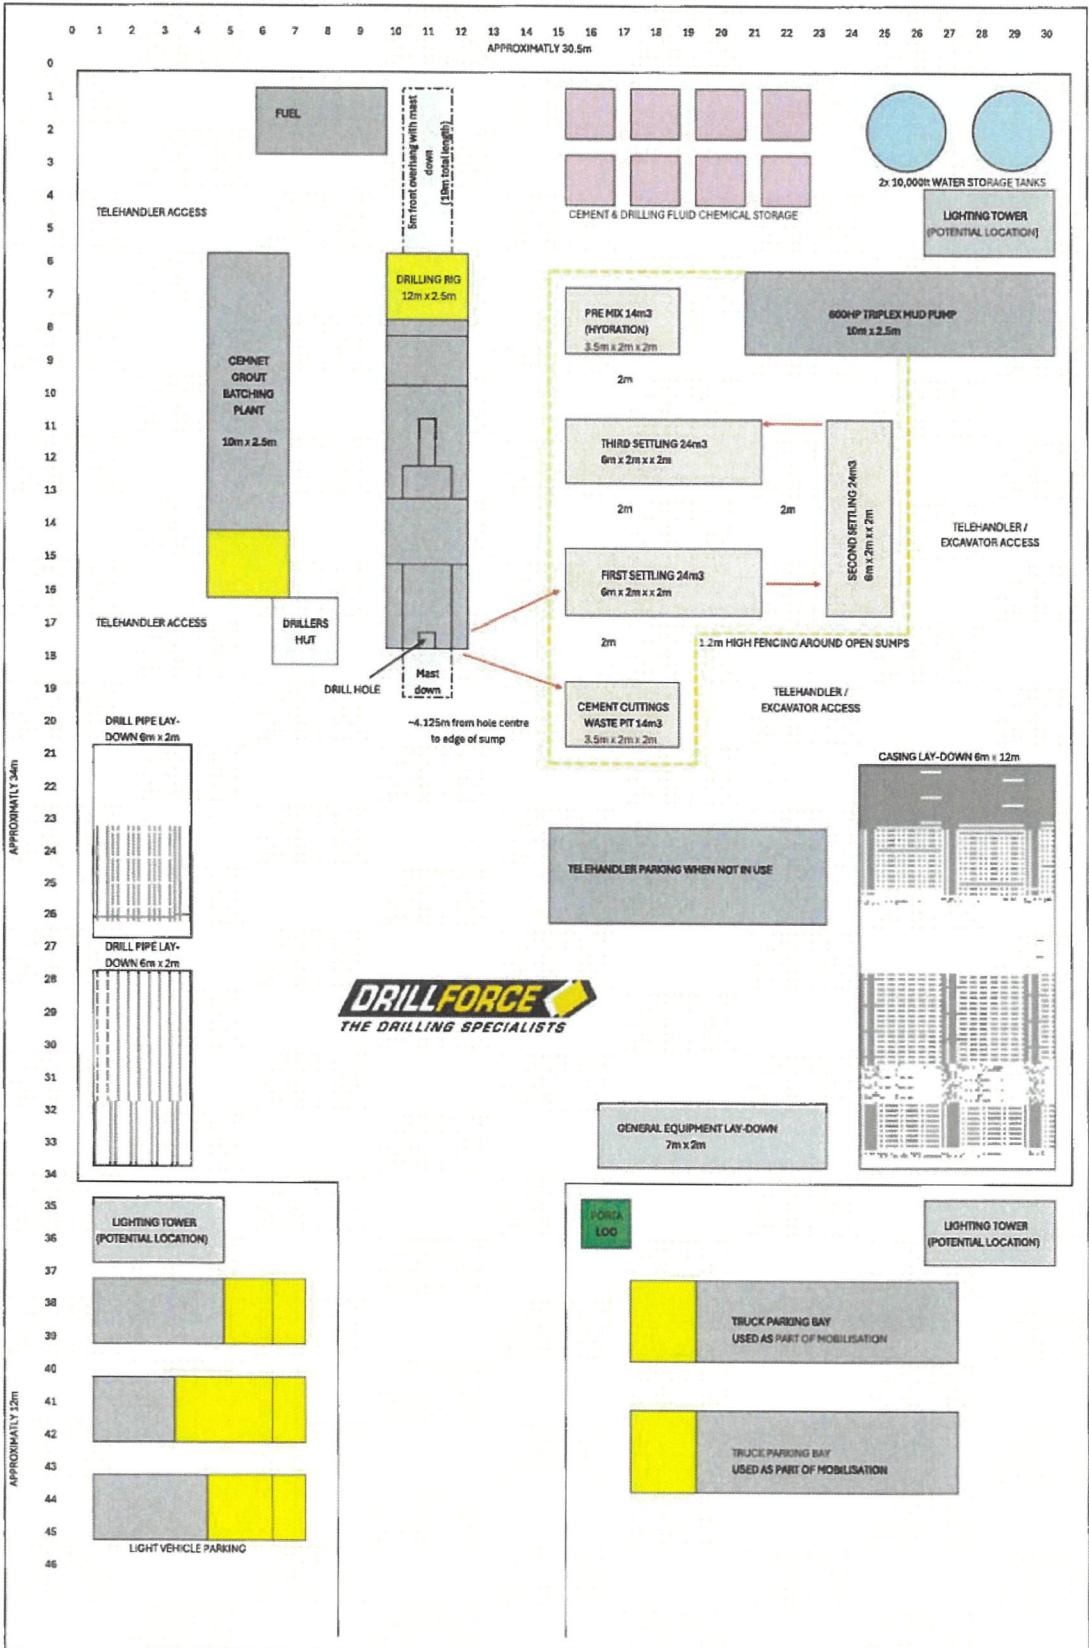 0 1 2 3 4 5 6 7 8 9 10 11 12 13 14 15 16 17 18 19 20 21 22 23 24 25 26 27 28 29 30
APPROXIMATLY 30.5m
0
1
2
3
4
5
6
7
8
9
10
11
12
13
14
15
16
17
18
19
20
21
22
23
24
25
26
27
28
29
30
31
32
33
34
35
36
37
38
39
40
41
42
43
44
45
46
APPROXIMATLY 34m
APPROXIMATLY 12m
FUEL
5m front overhang with mast
down
(19m total length)
CEMENT & DRILLING FLUID CHEMICAL STORAGE
2x 10,000lt WATER STORAGE TANKS
LIGHTING TOWER
(POTENTIAL LOCATION)
TELEHANDLER ACCESS
DRILLING RIG
12m x 2.5m
PRE MIX 14m3
(HYDRATION)
3.5m x 2m x 2m
600HP TRIPLEX MUD PUMP
10m x 2.5m
CEMNET
GROUT
BATCHING
PLANT
10m x 2.5m
2m
THIRD SETTLING 24m3
6m x 2m x x 2m
2m
2m
SECOND SETTLING 24m3
6m x 2m x x 2m
TELEHANDLER /
EXCAVATOR ACCESS
FIRST SETTLING 24m3
6m x 2m x x 2m
TELEHANDLER ACCESS
DRILLERS
HUT
2m
1.2m HIGH FENCING AROUND OPEN SUMPS
DRILL HOLE
Mast
down
CEMENT CUTTINGS
WASTE PIT 14m3
3.5m x 2m x 2m
TELEHANDLER /
EXCAVATOR ACCESS
~4.125m from hole centre
to edge of sump
DRILL PIPE LAY-
DOWN 6m x 2m
CASING LAY-DOWN 6m x 12m
TELEHANDLER PARKING WHEN NOT IN USE
DRILL PIPE LAY-
DOWN 6m x 2m
DRILLFORCE
THE DRILLING SPECIALISTS
GENERAL EQUIPMENT LAY-DOWN
7m x 2m
LIGHTING TOWER
(POTENTIAL LOCATION)
PORTA
LOO
LIGHTING TOWER
(POTENTIAL LOCATION)
TRUCK PARKING BAY
USED AS PART OF MOBILISATION
TRUCK PARKING BAY
USED AS PART OF MOBILISATION
LIGHT VEHICLE PARKING